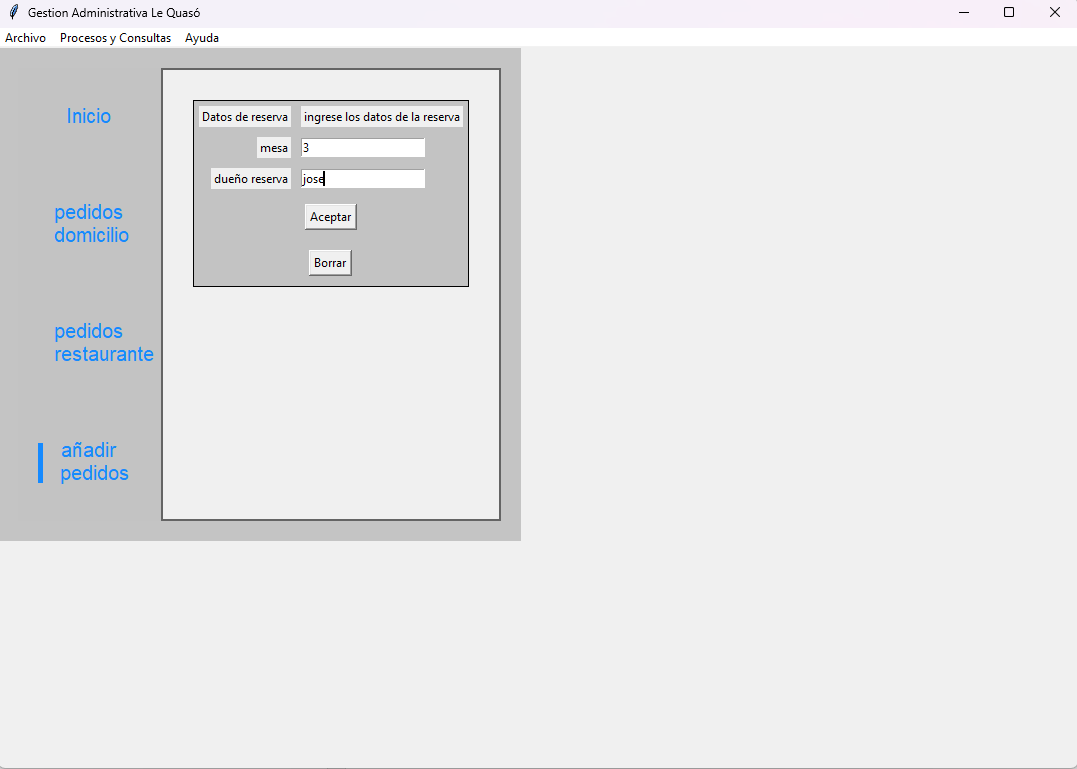 Gestion Administrativa Le Quasó
Archivo Procesos y Consultas Ayuda
Inicio
pedidos
domicilio
pedidos
restaurante
añadir
pedidos
Datos de reserva ingrese los datos de la reserva
mesa 3
dueño reserva jose
Aceptar
Borrar